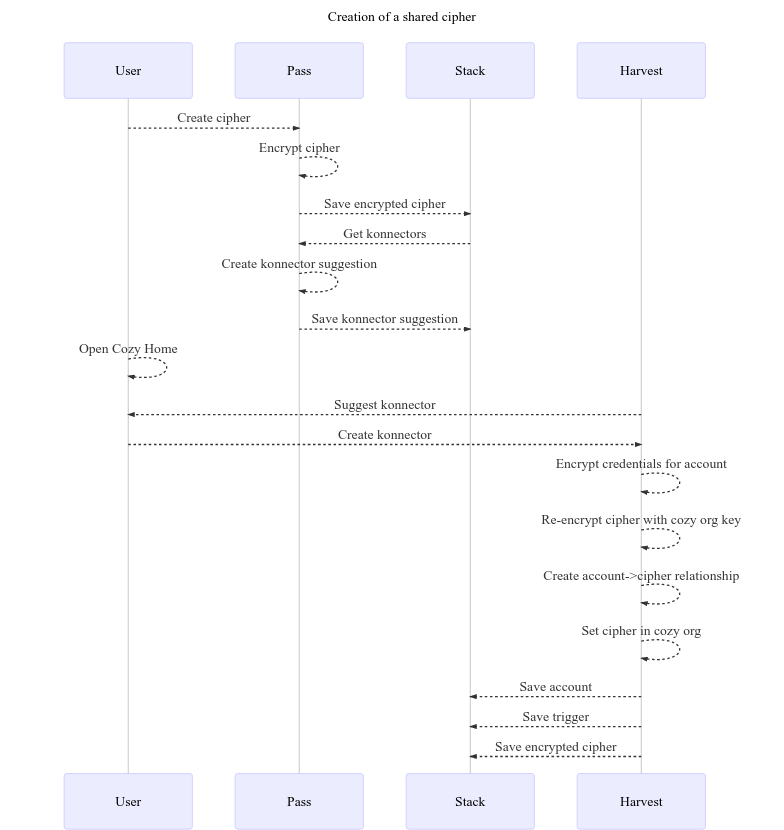 Creation of a shared cipher
User
Pass
Stack
Harvest
Create cipher
Encrypt cipher
Save encrypted cipher
Get konnectors
Create konnector suggestion
Save konnector suggestion
Open Cozy Home
Suggest konnector
Create konnector
Encrypt credentials for account
Re-encrypt cipher with cozy org key
Create account->cipher relationship
Set cipher in cozy org
Save account
Save trigger
Save encrypted cipher
User
Pass
Stack
Harvest